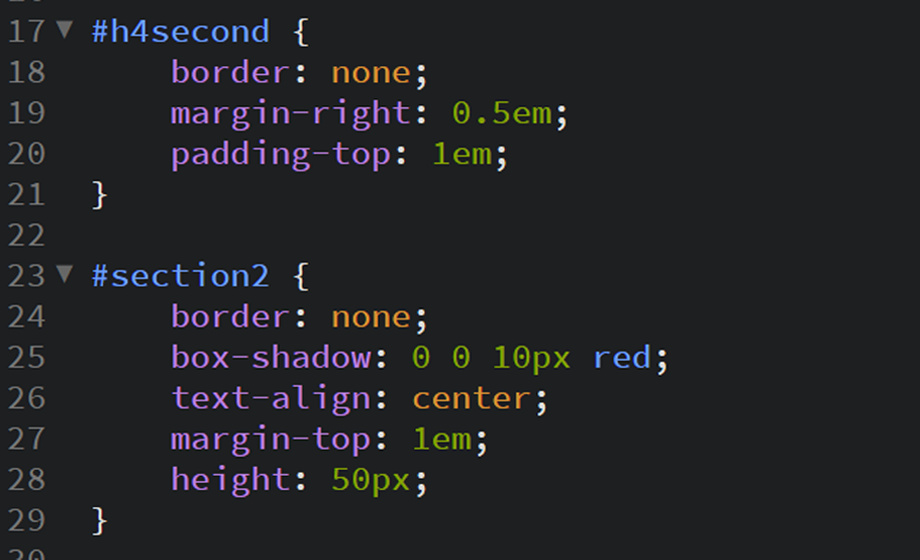 17 ▼ #h4second {
18     border: none;
19     margin-right: 0.5em;
20     padding-top: 1em;
21 }
22
23 ▼ #section2 {
24     border: none;
25     box-shadow: 0 0 10px red;
26     text-align: center;
27     margin-top: 1em;
28     height: 50px;
29 }
30